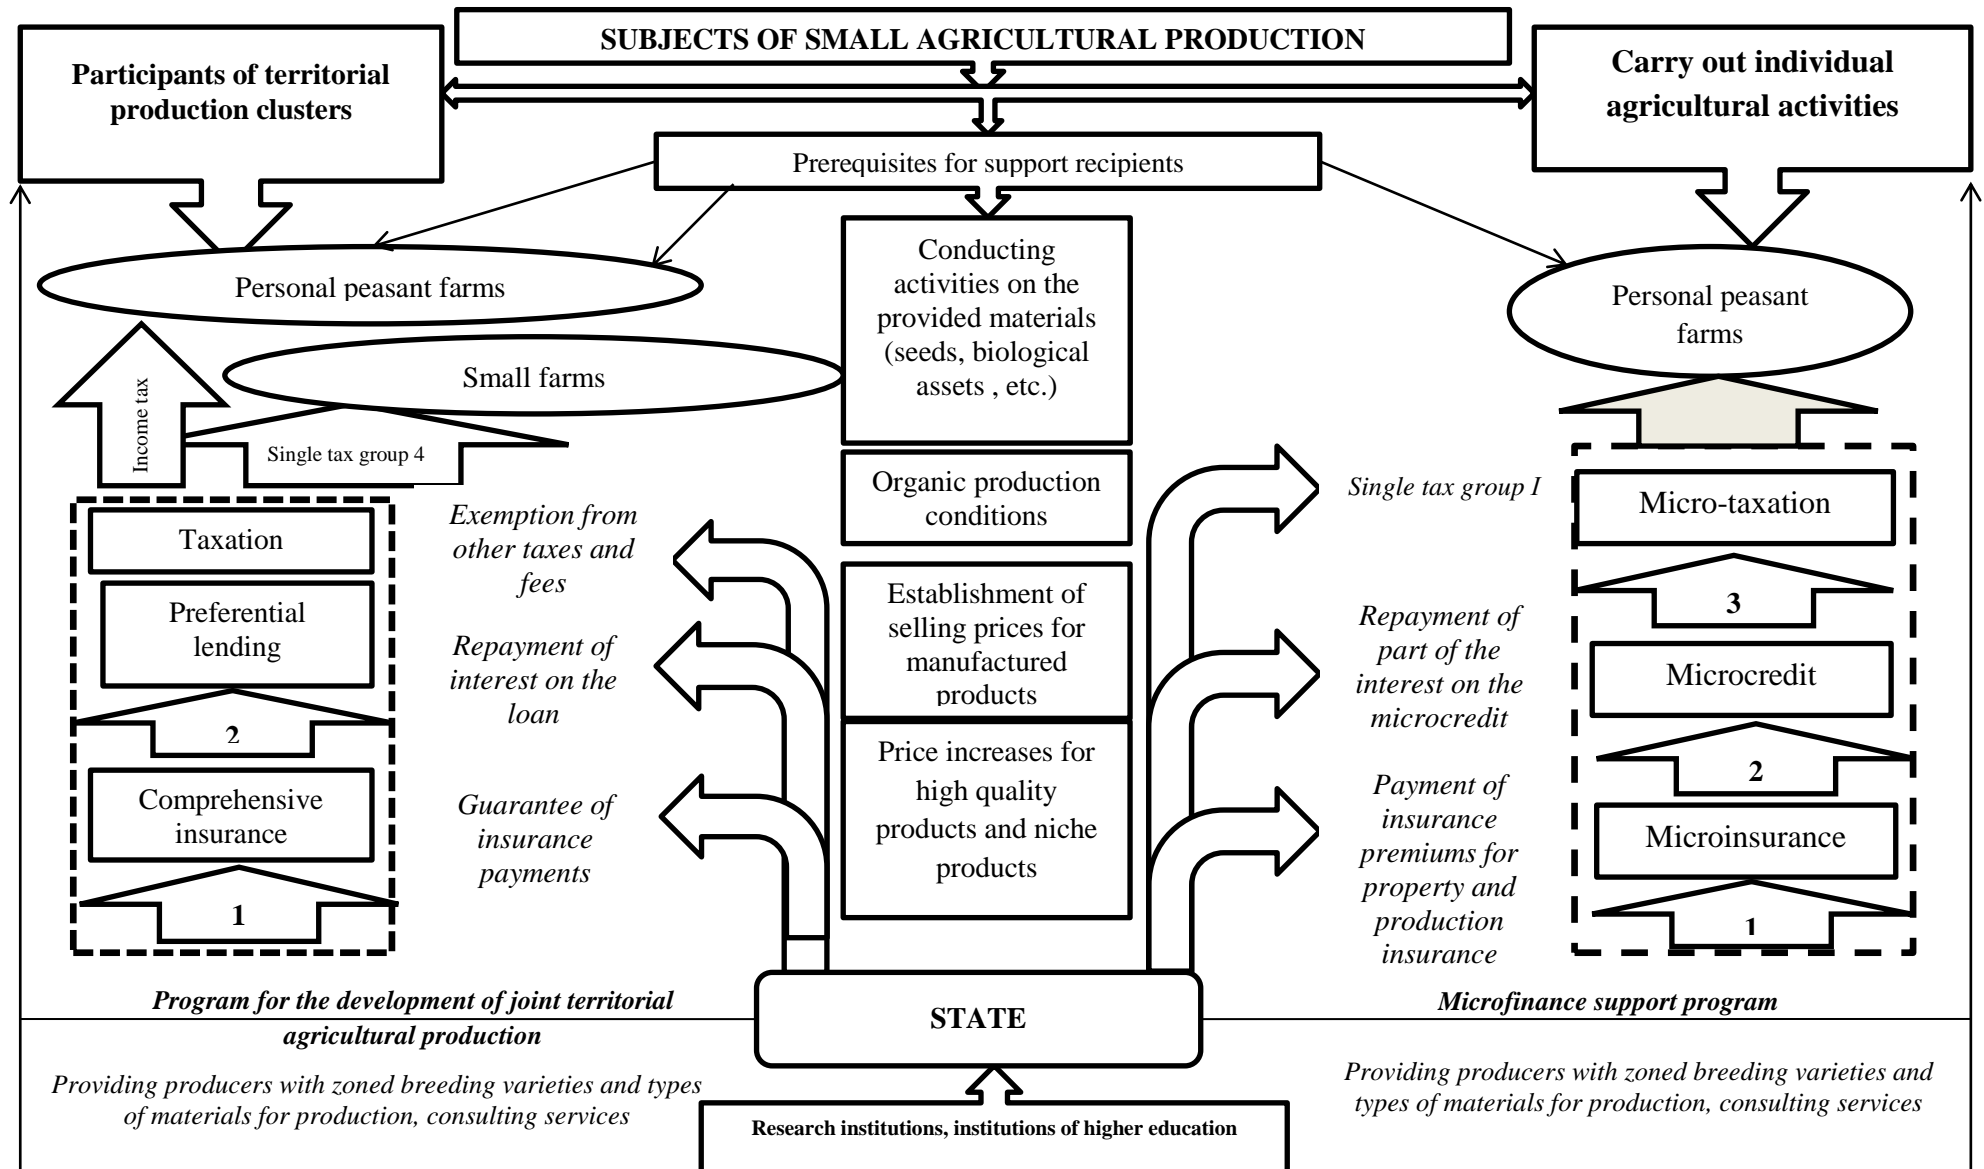 SUBJECTS OF SMALL AGRICULTURAL PRODUCTION
Participants of territorial
production clusters
Carry out individual
agricultural activities
Prerequisites for support recipients
Personal peasant farms
Small farms
Income tax
Single tax group 4
Taxation
Preferential
lending
2
Comprehensive
insurance
1
Exemption from
other taxes and
fees
Repayment of
interest on the
loan
Guarantee of
insurance
payments
Conducting
activities on the
provided materials
(seeds, biological
assets , etc.)
Organic production
conditions
Establishment of
selling prices for
manufactured
products
Price increases for
high quality
products and niche
products
Single tax group I
Repayment of
part of the
interest on the
microcredit
Payment of
insurance
premiums for
property and
production
insurance
Personal peasant
farms
Micro-taxation
3
Microcredit
2
Microinsurance
1
Program for the development of joint territorial
agricultural production
STATE
Microfinance support program
Providing producers with zoned breeding varieties and types
of materials for production, consulting services
Providing producers with zoned breeding varieties and
types of materials for production, consulting services
Research institutions, institutions of higher education